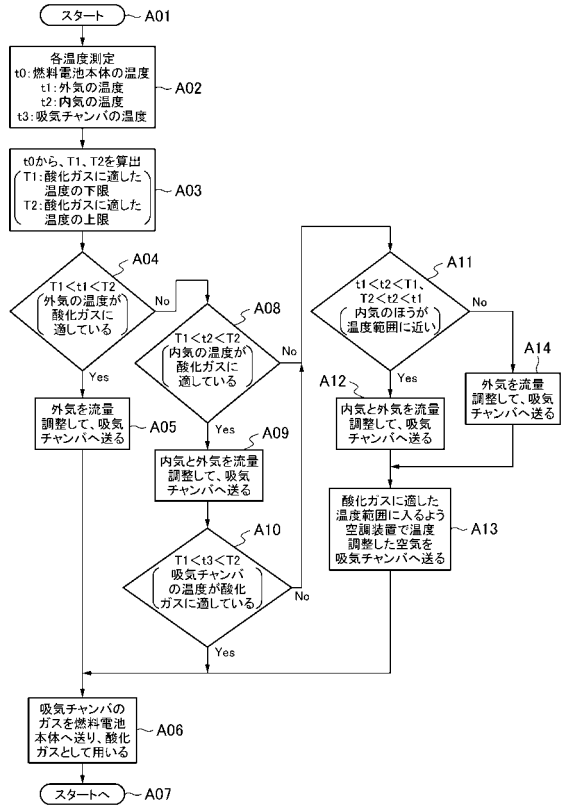 スタート
A01
各温度測定
t0:燃料電池本体の温度
t1:外気の温度
t2:内気の温度
t3:吸気チャンバの温度
A02
t0から、T1、T2を算出
T1:酸化ガスに適した
温度の下限
T2:酸化ガスに適した
温度の上限
A03
A04
T1<t1<T2
外気の温度が
酸化ガスに
適している
No
Yes
外気を流量
調整して、吸気
チャンバへ送る
A05
A08
T1<t2<T2
内気の温度が
酸化ガスに
適している
No
Yes
A09
内気と外気を流量
調整して、吸気
チャンバへ送る
A10
T1<t3<T2
吸気チャンバ
の温度が酸化
ガスに適している
No
Yes
A11
t1<t2<T1、
T2<t2<t1
内気のほうが
温度範囲に近い
No
Yes
A12
内気と外気を流量
調整して、吸気
チャンバへ送る
A14
外気を流量
調整して、吸気
チャンバへ送る
酸化ガスに適した
温度範囲に入るよう
空調装置で温度
調整した空気を
吸気チャンバへ送る
A13
吸気チャンバの
ガスを燃料電池
本体へ送り、酸化
ガスとして用いる
A06
スタートへ
A07